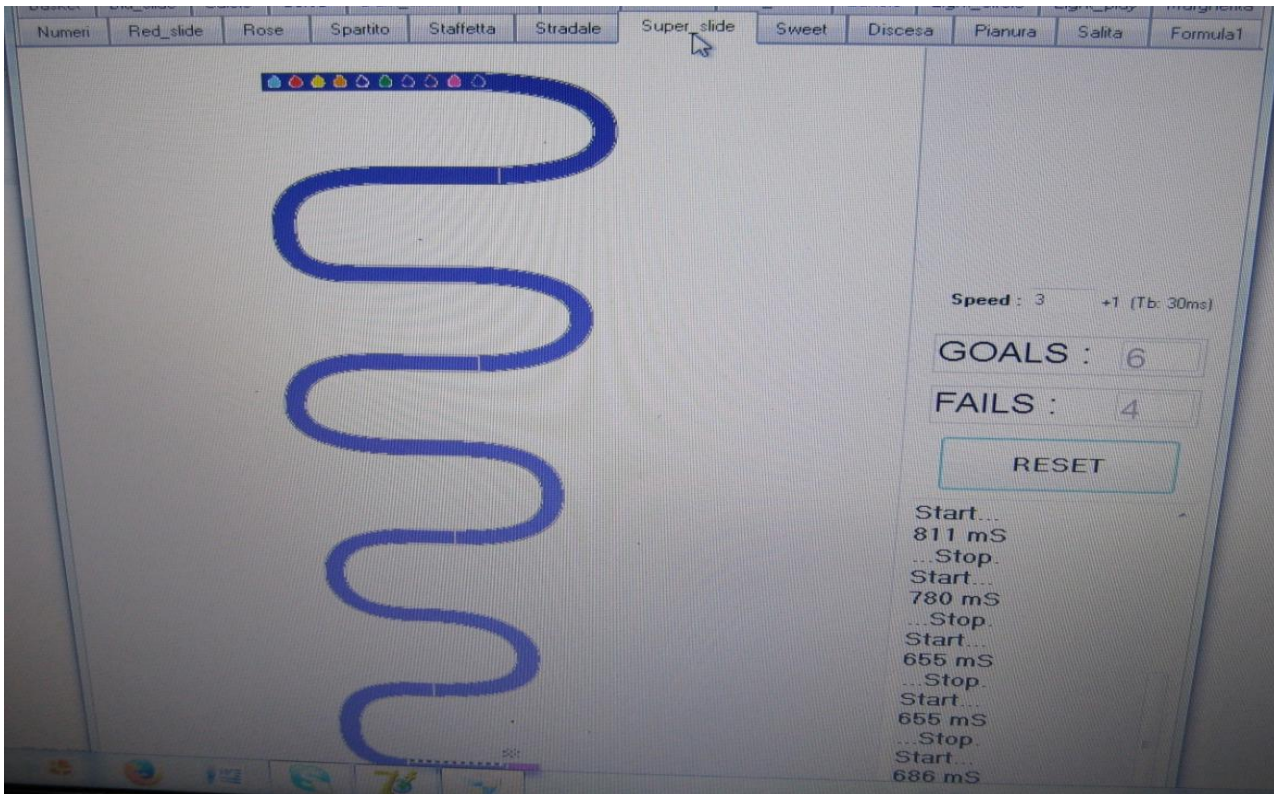 Numeri Red_slide Rose Spartito Staffetta Stradale Super_slide Sweet Discesa Pianura Salita Formula1
Speed : 3 +1 (Tb: 30ms)
GOALS : 6
FAILS : 4
RESET
Start...
811 mS
...Stop.
Start...
780 mS
...Stop.
Start...
655 mS
...Stop.
Start...
655 mS
...Stop.
Start...
686 mS